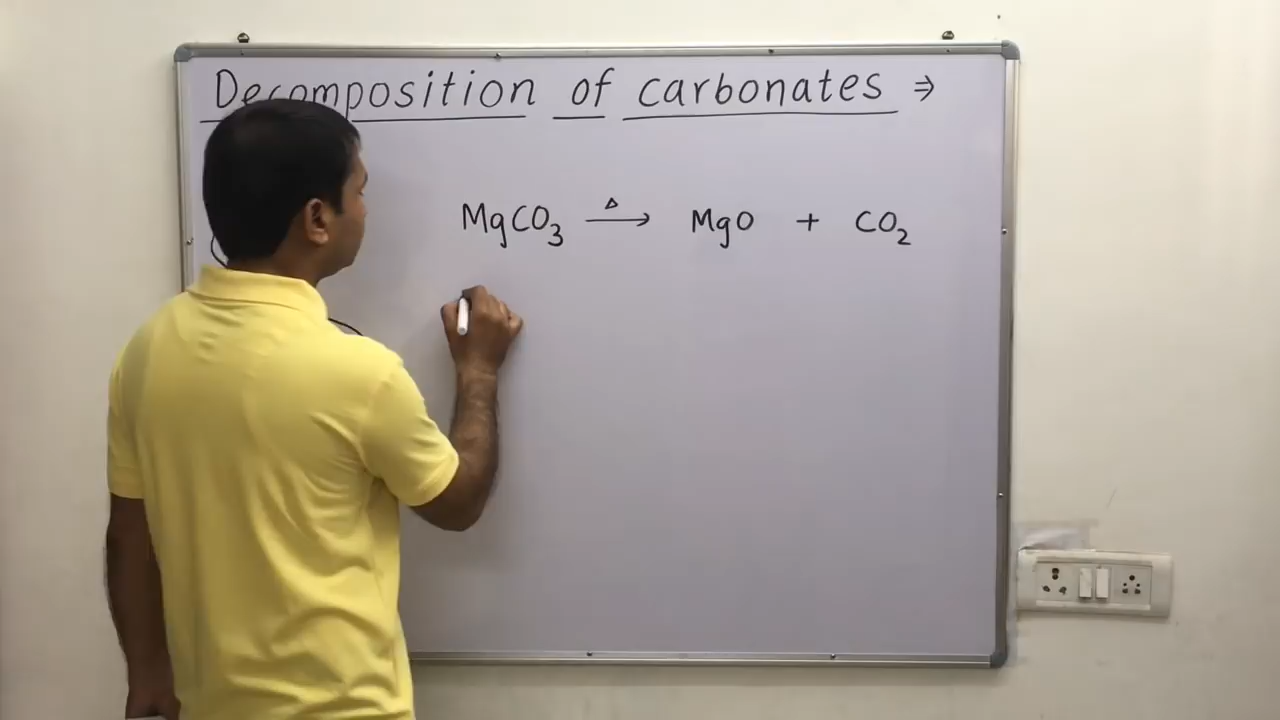 Decomposition of carbonates ⇒
MgCO₃ —Δ→ MgO + CO₂